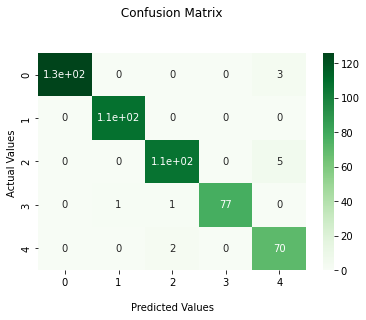 Confusion Matrix
0 1.3e+02 0 0 0 3 120
1 0 1.1e+02 0 0 0 100
2 0 0 1.1e+02 0 5 80
3 0 1 1 77 0 60
4 0 0 2 0 70 40
20
0
0 1 2 3 4
Actual Values
Predicted Values